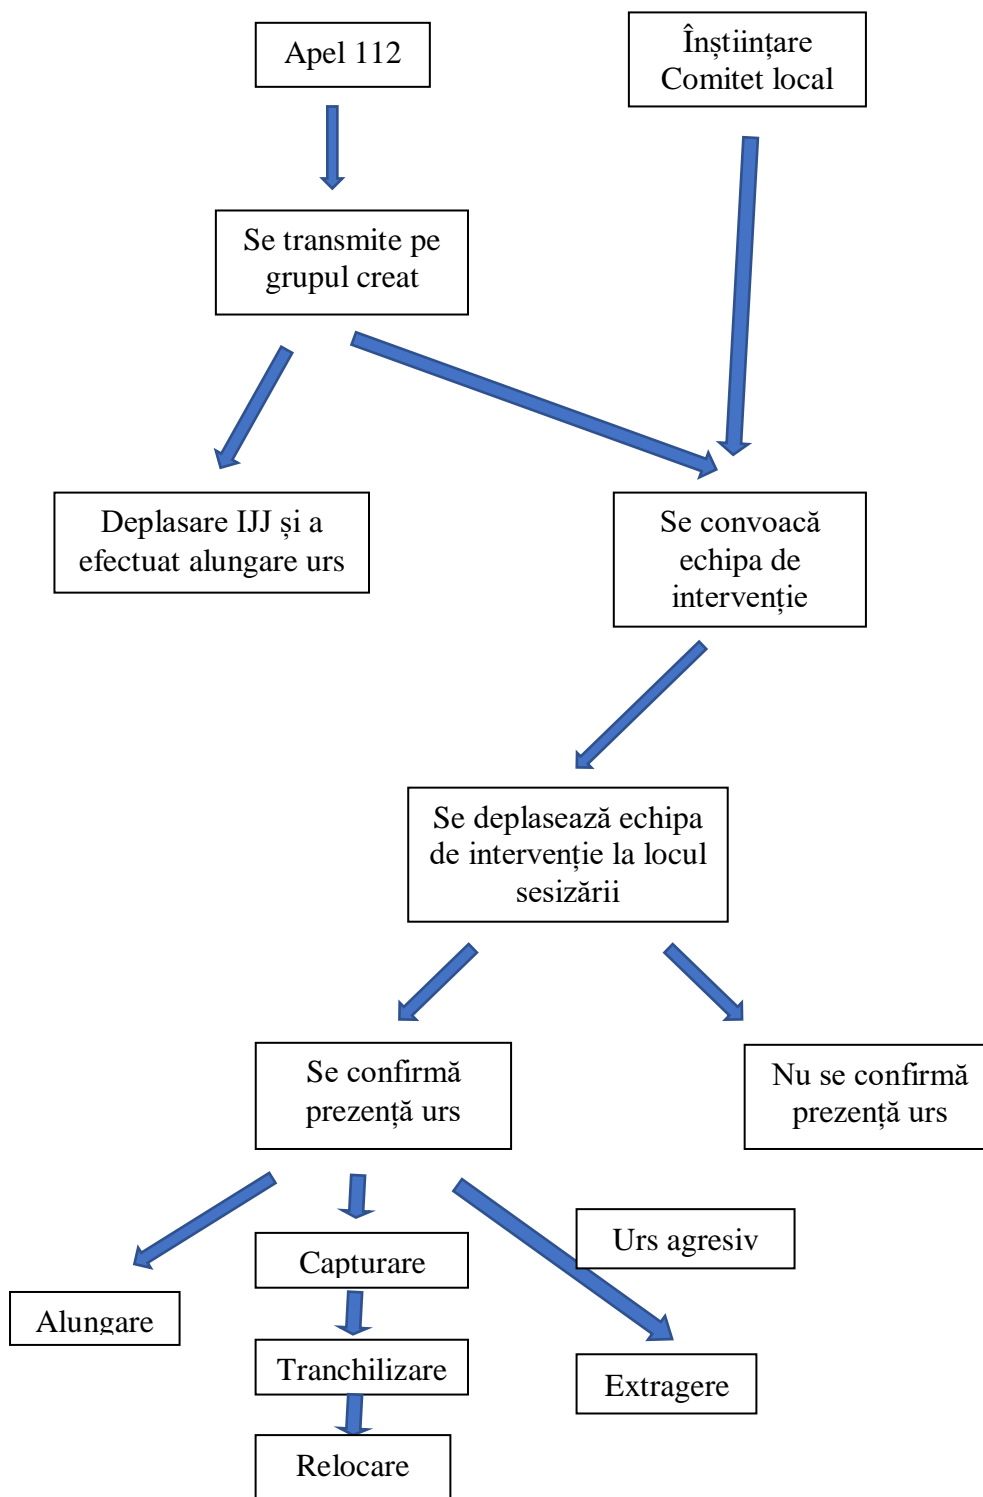 Apel 112
Înștiințare
Comitet local
Se transmite pe
grupul creat
Deplasare IJJ și a
efectuat alungare urs
Se convoacă
echipa de
intervenție
Se deplasează echipa
de intervenție la locul
sesizării
Se confirmă
prezență urs
Nu se confirmă
prezență urs
Urs agresiv
Capturare
Alungare
Tranchilizare
Extragere
Relocare